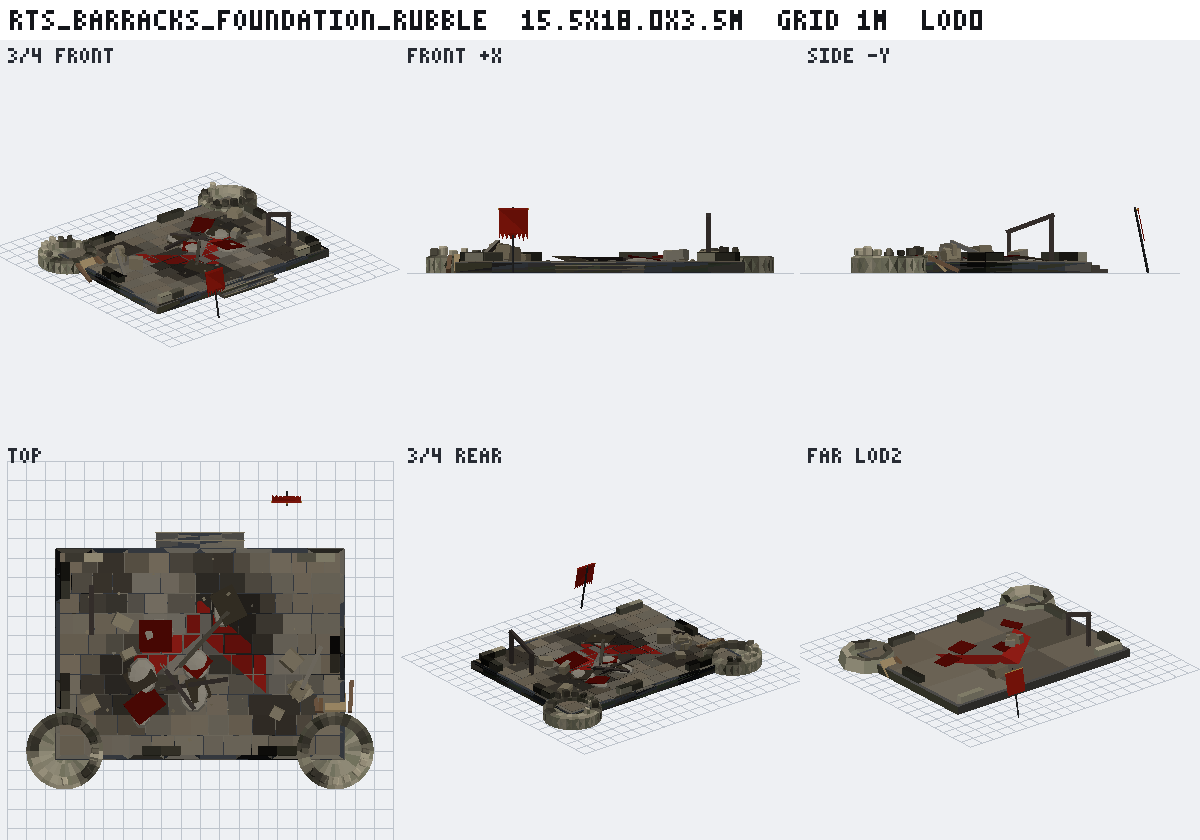 RTS_BARRACKS_FOUNDATION_RUBBLE 15.5X18.0X3.5M GRID 1M LOD0
3/4 FRONT
FRONT +X
SIDE -Y
TOP
3/4 REAR
FAR LOD2